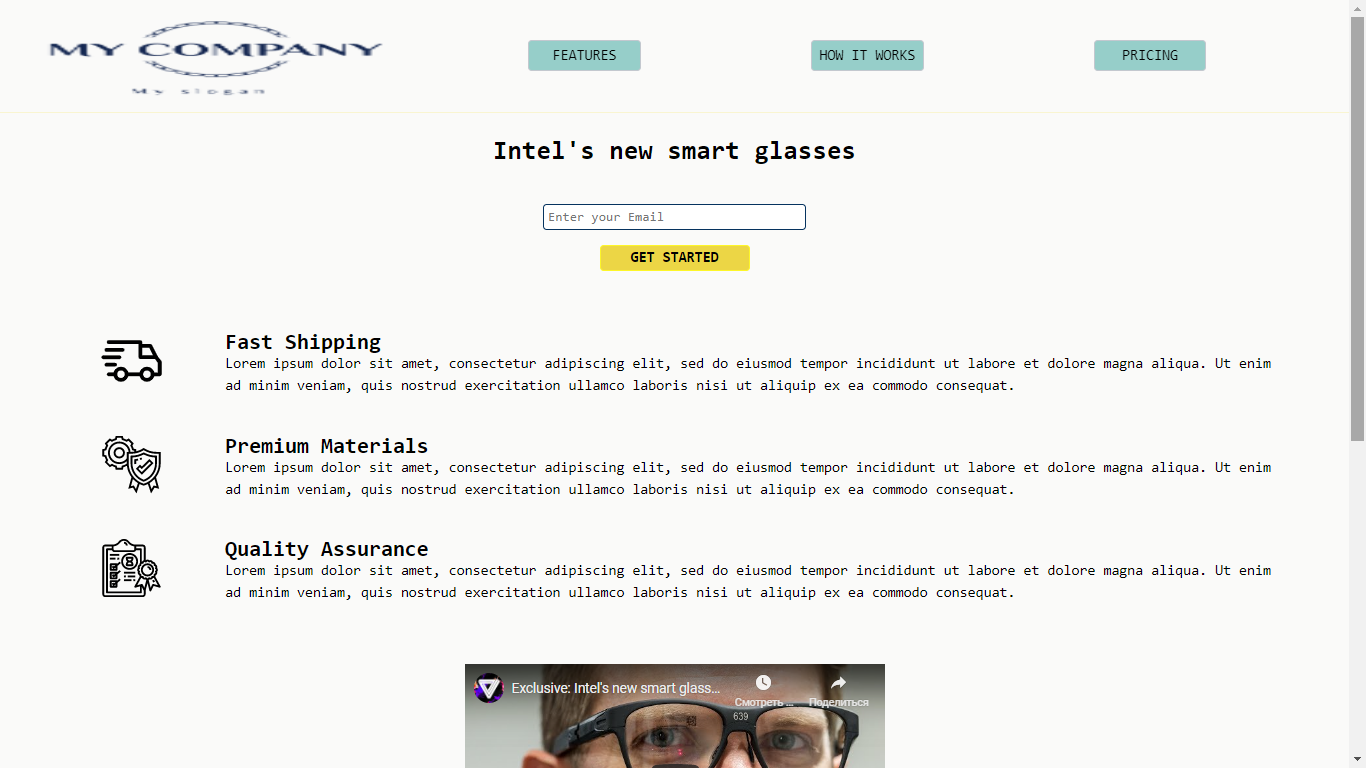 MY COMPANY
My slogan
FEATURES
HOW IT WORKS
PRICING
Intel's new smart glasses
Enter your Email
GET STARTED
Fast Shipping
Lorem ipsum dolor sit amet, consectetur adipiscing elit, sed do eiusmod tempor incididunt ut labore et dolore magna aliqua. Ut enim
ad minim veniam, quis nostrud exercitation ullamco laboris nisi ut aliquip ex ea commodo consequat.
Premium Materials
Lorem ipsum dolor sit amet, consectetur adipiscing elit, sed do eiusmod tempor incididunt ut labore et dolore magna aliqua. Ut enim
ad minim veniam, quis nostrud exercitation ullamco laboris nisi ut aliquip ex ea commodo consequat.
Quality Assurance
Lorem ipsum dolor sit amet, consectetur adipiscing elit, sed do eiusmod tempor incididunt ut labore et dolore magna aliqua. Ut enim
ad minim veniam, quis nostrud exercitation ullamco laboris nisi ut aliquip ex ea commodo consequat.
Exclusive: Intel's new smart glass...
Смотреть ...
Поделиться
639